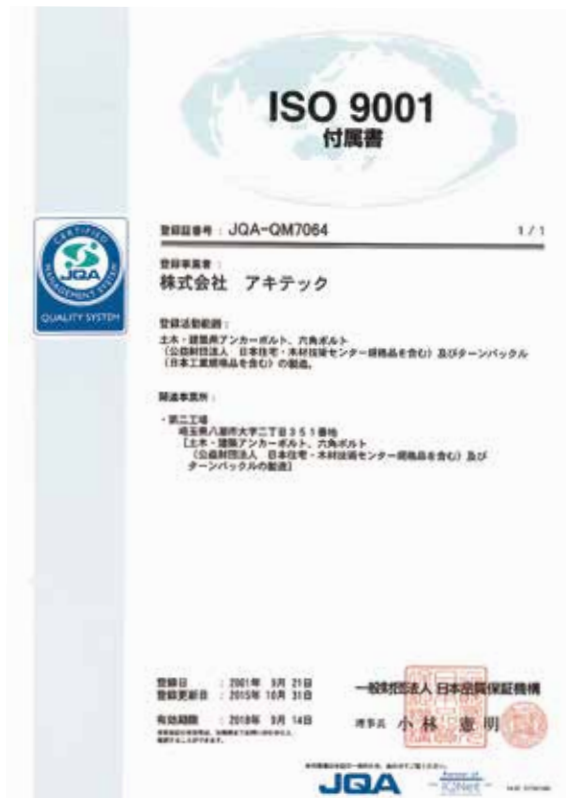 ISO 9001
付属書
登録証番号 : JQA-QM7064
1 / 1
CERTIFIED
MANAGEMENT SYSTEM
JQA
QUALITY SYSTEM
登録事業者 :
株式会社 アキテック
登録活動範囲 :
土木・建築用アンカーボルト、六角ボルト
(公益財団法人 日本住宅・木材技術センター規格品を含む) 及びターンバックル
(日本工業規格品を含む) の製造。
関連事業所 :
・第二工場
埼玉県八潮市大字二丁目351番地
[土木・建築アンカーボルト、六角ボルト
(公益財団法人 日本住宅・木材技術センター規格品を含む) 及び
ターンバックルの製造]
登録日 : 2001年 9月 21日
登録更新日 : 2015年 10月 31日
有効期限 : 2018年 9月 14日
一般財団法人 日本品質保証機構
理事長 小林 憲明
JQA
IQNet